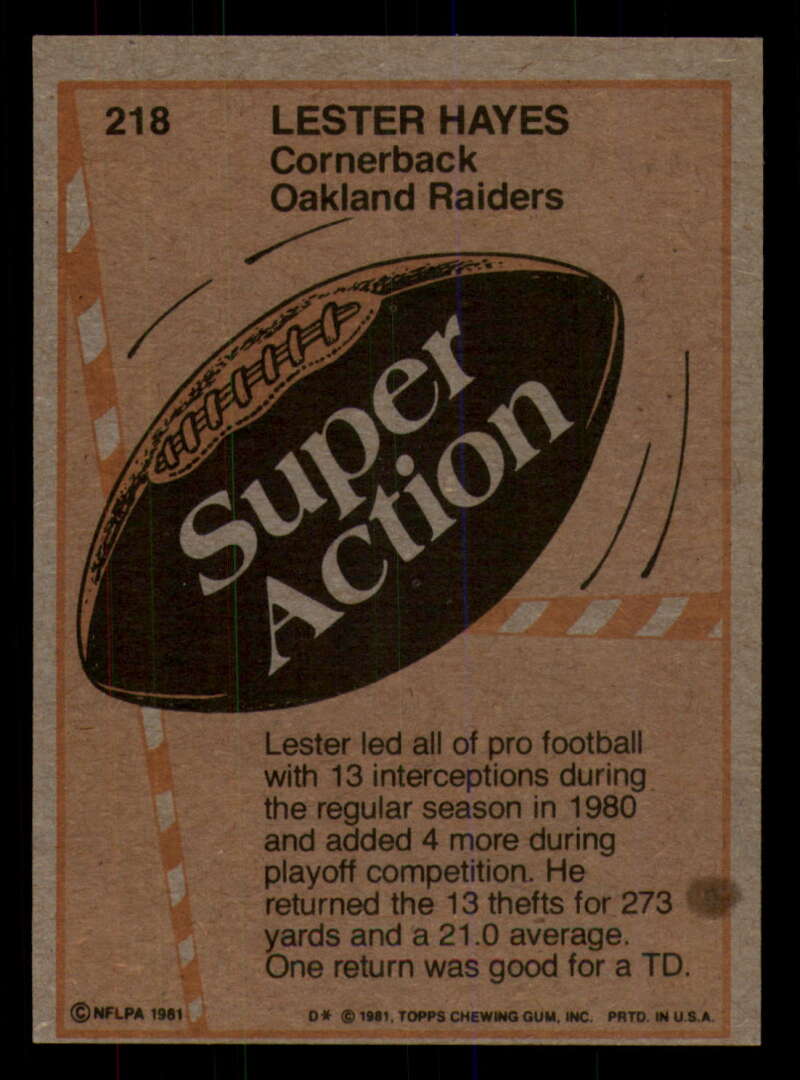 218
LESTER HAYES
Cornerback
Oakland Raiders
Super
Action
Lester led all of pro football
with 13 interceptions during
the regular season in 1980
and added 4 more during
playoff competition. He
returned the 13 thefts for 273
yards and a 21.0 average.
One return was good for a TD.
© NFLPA 1981
D* © 1981, TOPPS CHEWING GUM, INC. PRTD. IN U.S.A.